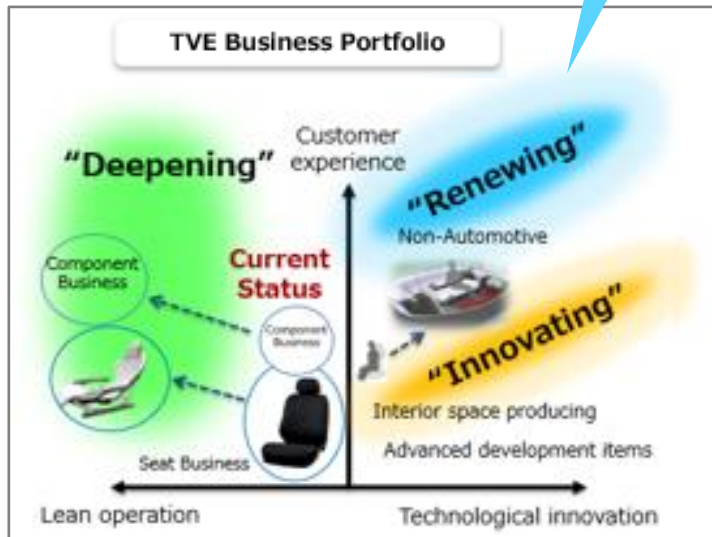 TVE Business Portfolio
Customer
experience
"Deepening"
"Renewing"
Non-Automotive
Component
Business
Current
Status
Component
Business
"Innovating"
Interior space producing
Advanced development items
Seat Business
Lean operation
Technological innovation